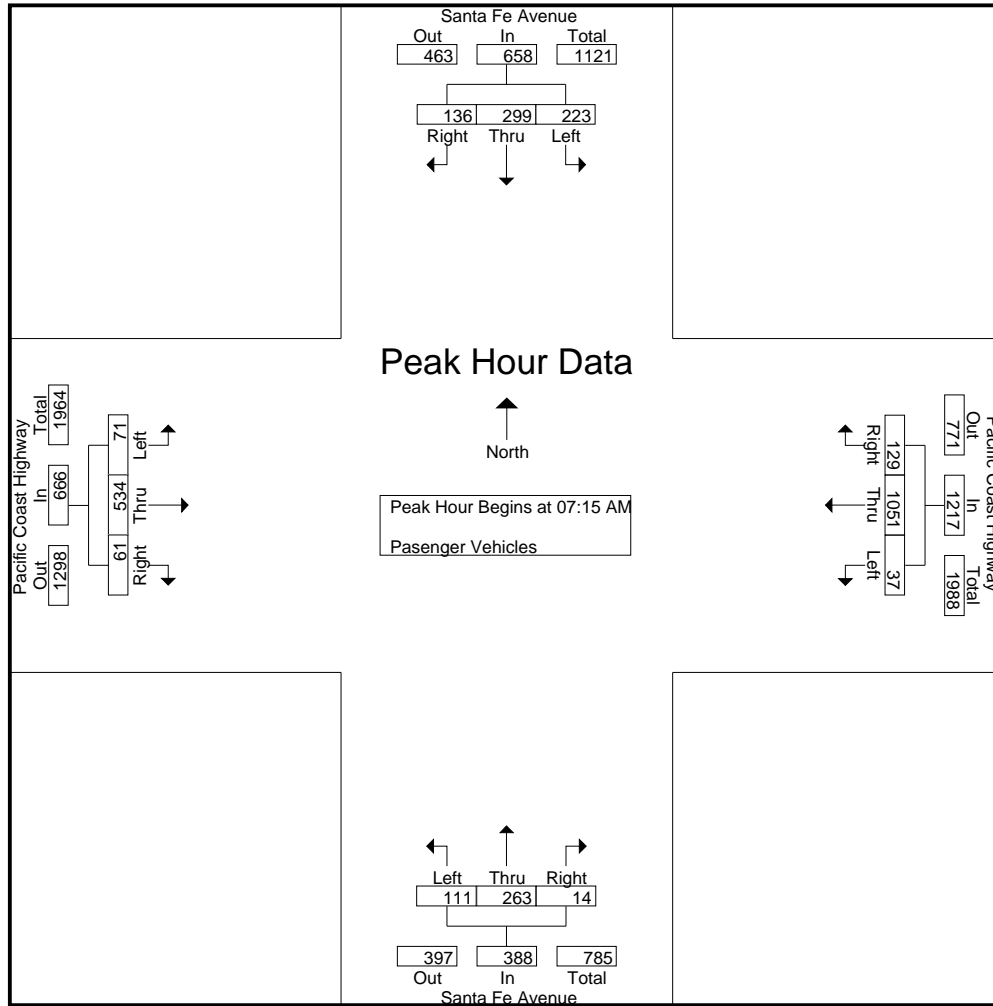 Santa Fe Avenue
Out In Total
463 658 1121
136 299 223
Right Thru Left
Peak Hour Data
North
Peak Hour Begins at 07:15 AM
Pasenger Vehicles
Pacific Coast Highway
Out In Total
1298 666 1964
61 534 71
Right Thru Left
Pacific Coast Highway
Out In Total
771 1217 1988
129 1051 37
Right Thru Left
Left Thru Right
111 263 14
397 388 785
Out In Total
Santa Fe Avenue